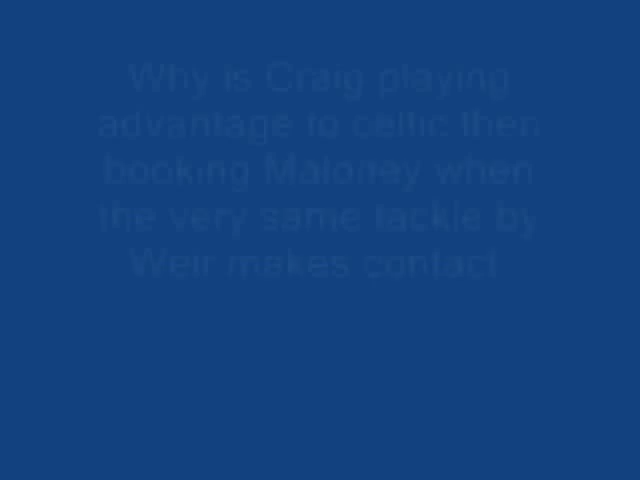 Why is Craig playing
advantage to celtic then
booking Maloney when
the very same tackle by
Weir makes contact